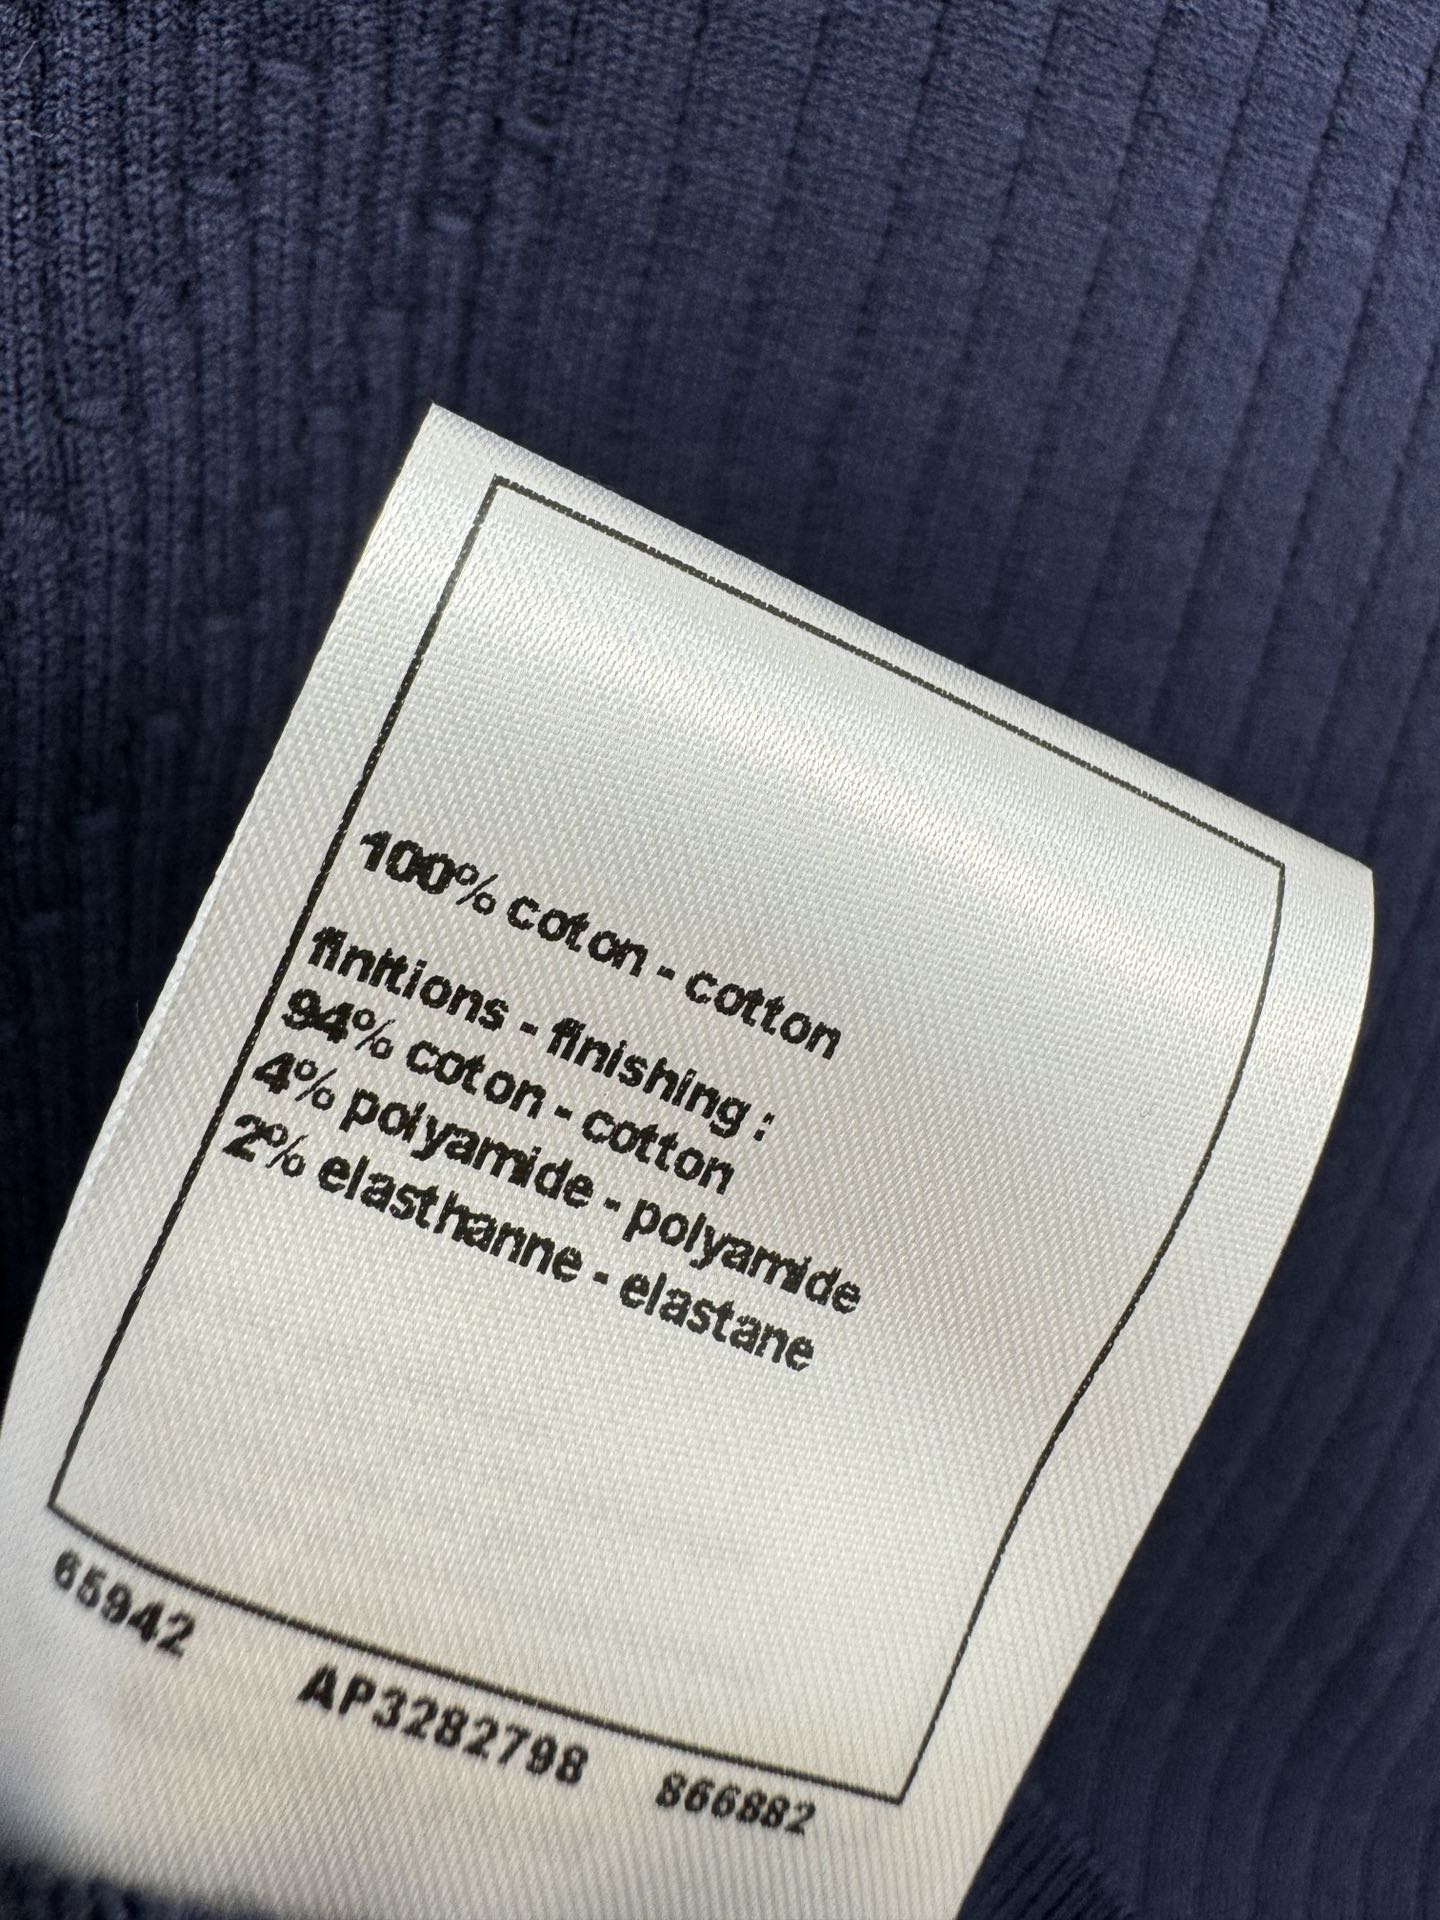 100% coton - cotton
finitions - finishing :
94% coton - cotton
4% polyamide - polyamide
2% elasthanne - elastane
65942 AP3282798 866882